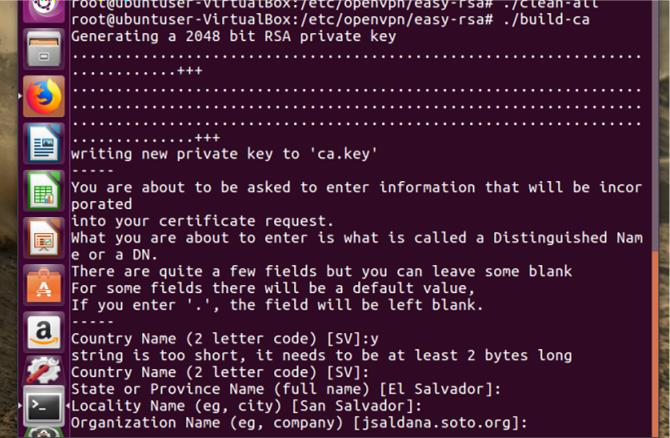 root@ubuntuser-VirtualBox:/etc/openvpn/easy-rsa# ./clean-all
root@ubuntuser-VirtualBox:/etc/openvpn/easy-rsa# ./build-ca
Generating a 2048 bit RSA private key
......................................................................
.............+++
......................................................................
......................................................................
......................................................................
...............+++
writing new private key to 'ca.key'
-----
You are about to be asked to enter information that will be incor
porated
into your certificate request.
What you are about to enter is what is called a Distinguished Nam
e or a DN.
There are quite a few fields but you can leave some blank
For some fields there will be a default value,
If you enter '.', the field will be left blank.
-----
Country Name (2 letter code) [SV]:y
string is too short, it needs to be at least 2 bytes long
Country Name (2 letter code) [SV]:
State or Province Name (full name) [El Salvador]:
Locality Name (eg, city) [San Salvador]:
Organization Name (eg, company) [jsaldana.soto.org]: